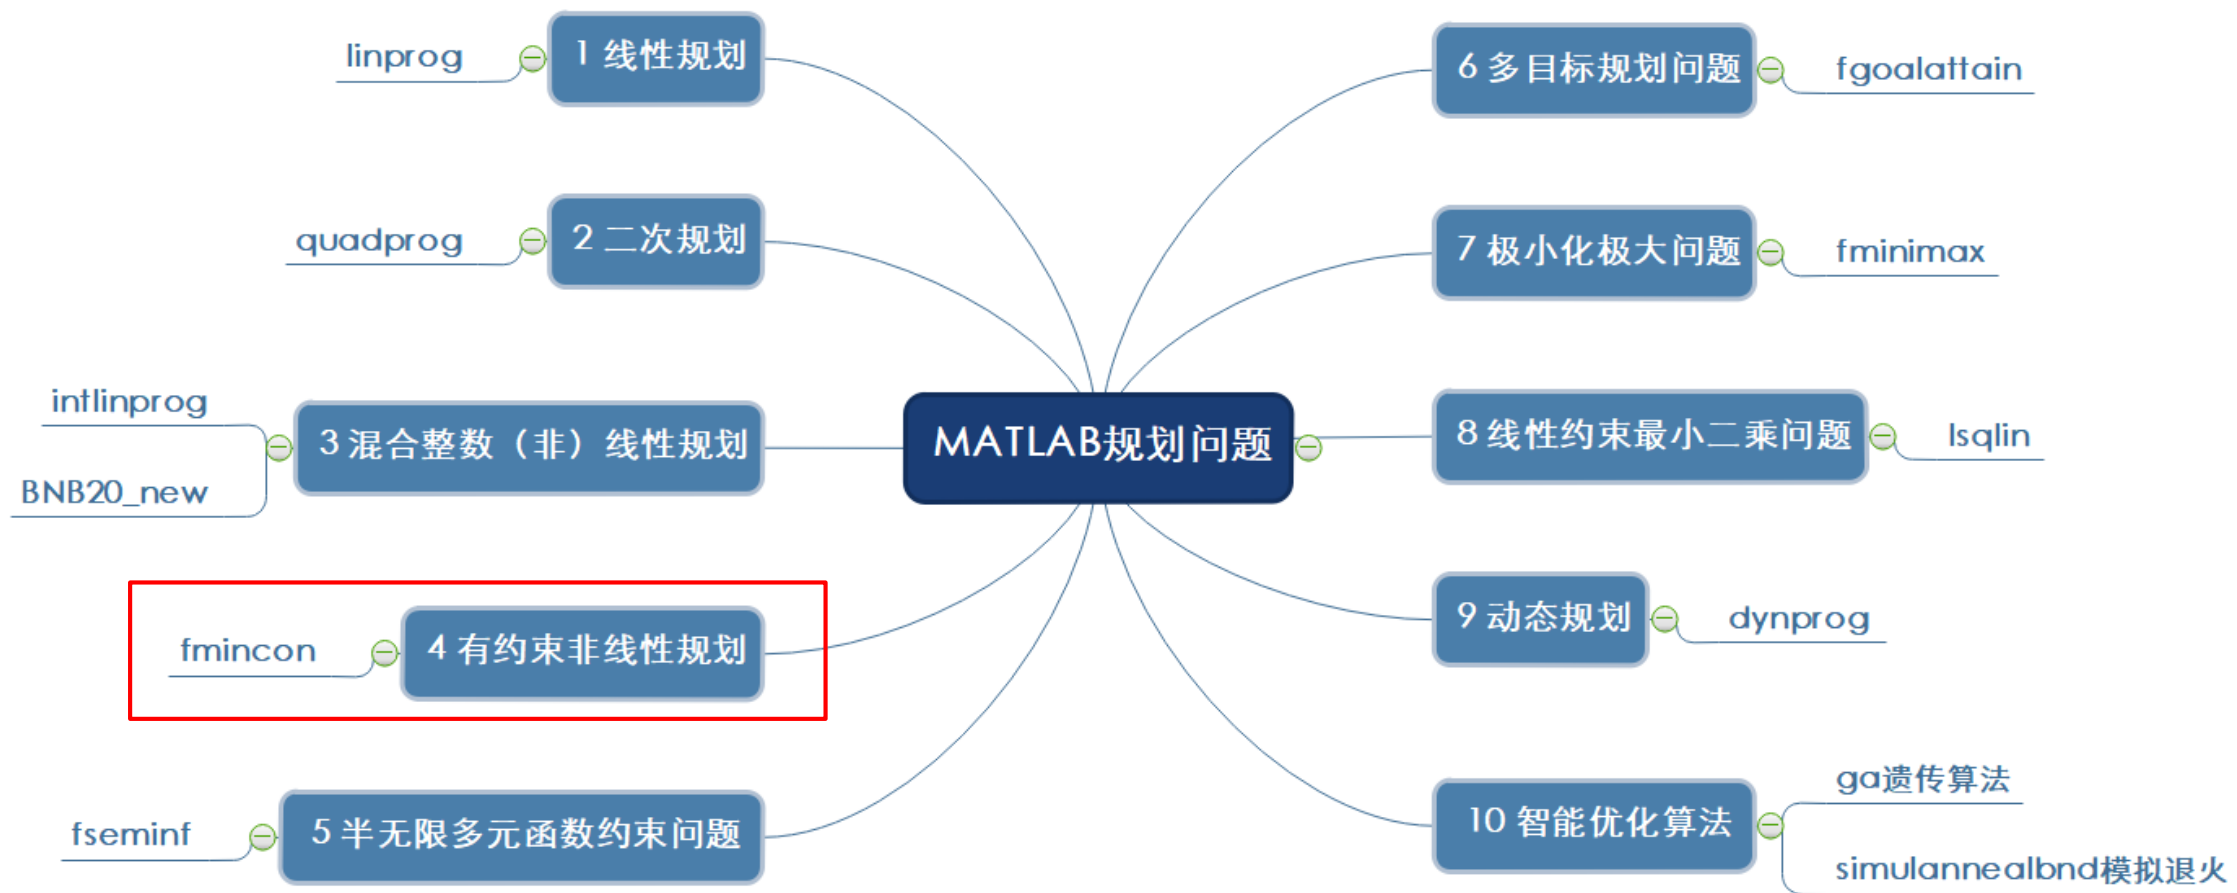 MATLAB规划问题
1 线性规划
linprog
2 二次规划
quadprog
3 混合整数（非）线性规划
intlinprog
BNB20_new
4 有约束非线性规划
fmincon
5 半无限多元函数约束问题
fseminf
6 多目标规划问题
fgoalattain
7 极小化极大问题
fminimax
8 线性约束最小二乘问题
lsqlin
9 动态规划
dynprog
10 智能优化算法
ga遗传算法
simulannealbnd模拟退火